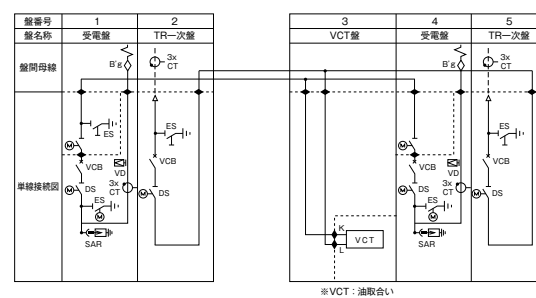 盤番号 1 2 3 4 5
盤名称 受電盤 TR一次盤 VCT盤 受電盤 TR一次盤
盤間母線 B'g 3x CT B'g 3x CT
単線接続図
ES
M
VCB
VD
3x
CT
M
DS
ES
M
SAR
ES
VCB
M
DS
K
VCT
L
ES
M
VCB
VD
3x
CT
M
DS
ES
M
SAR
ES
VCB
M
DS
※VCT：油取合い